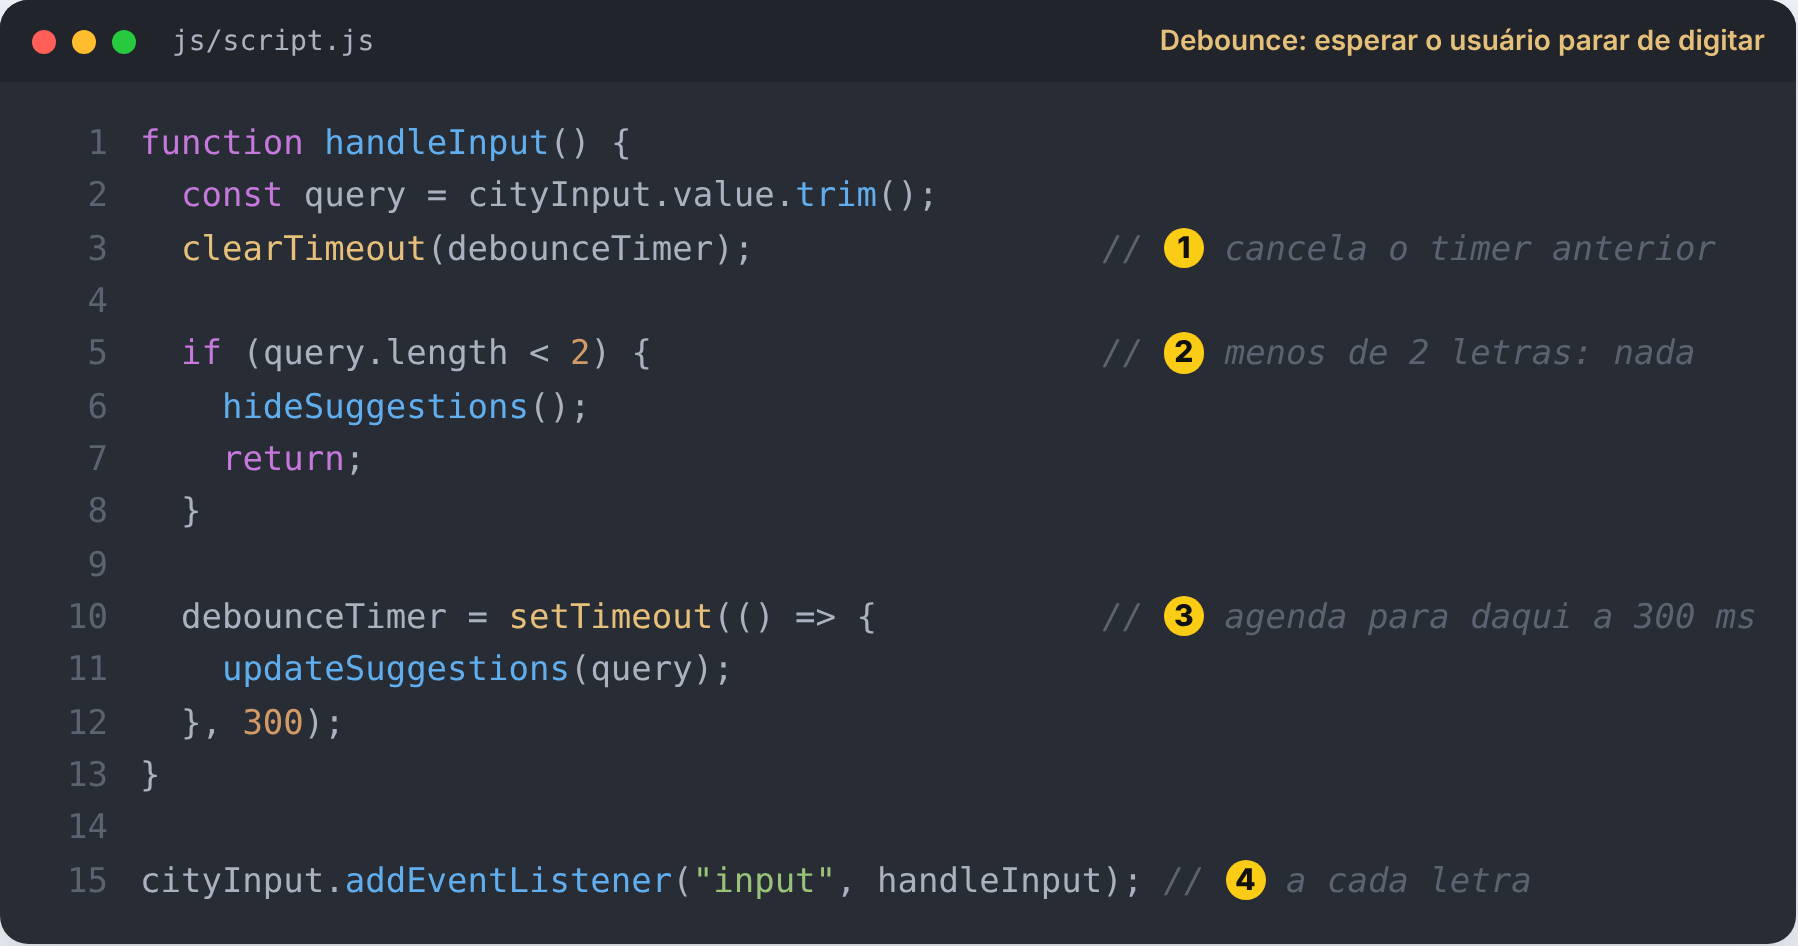 js/script.js
Debounce: esperar o usuário parar de digitar
1 function handleInput() {
2   const query = cityInput.value.trim();
3   clearTimeout(debounceTimer);                 // 1 cancela o timer anterior
4
5   if (query.length < 2) {                      // 2 menos de 2 letras: nada
6     hideSuggestions();
7     return;
8   }
9
10   debounceTimer = setTimeout(() => {           // 3 agenda para daqui a 300 ms
11     updateSuggestions(query);
12   }, 300);
13 }
14
15 cityInput.addEventListener("input", handleInput); // 4 a cada letra